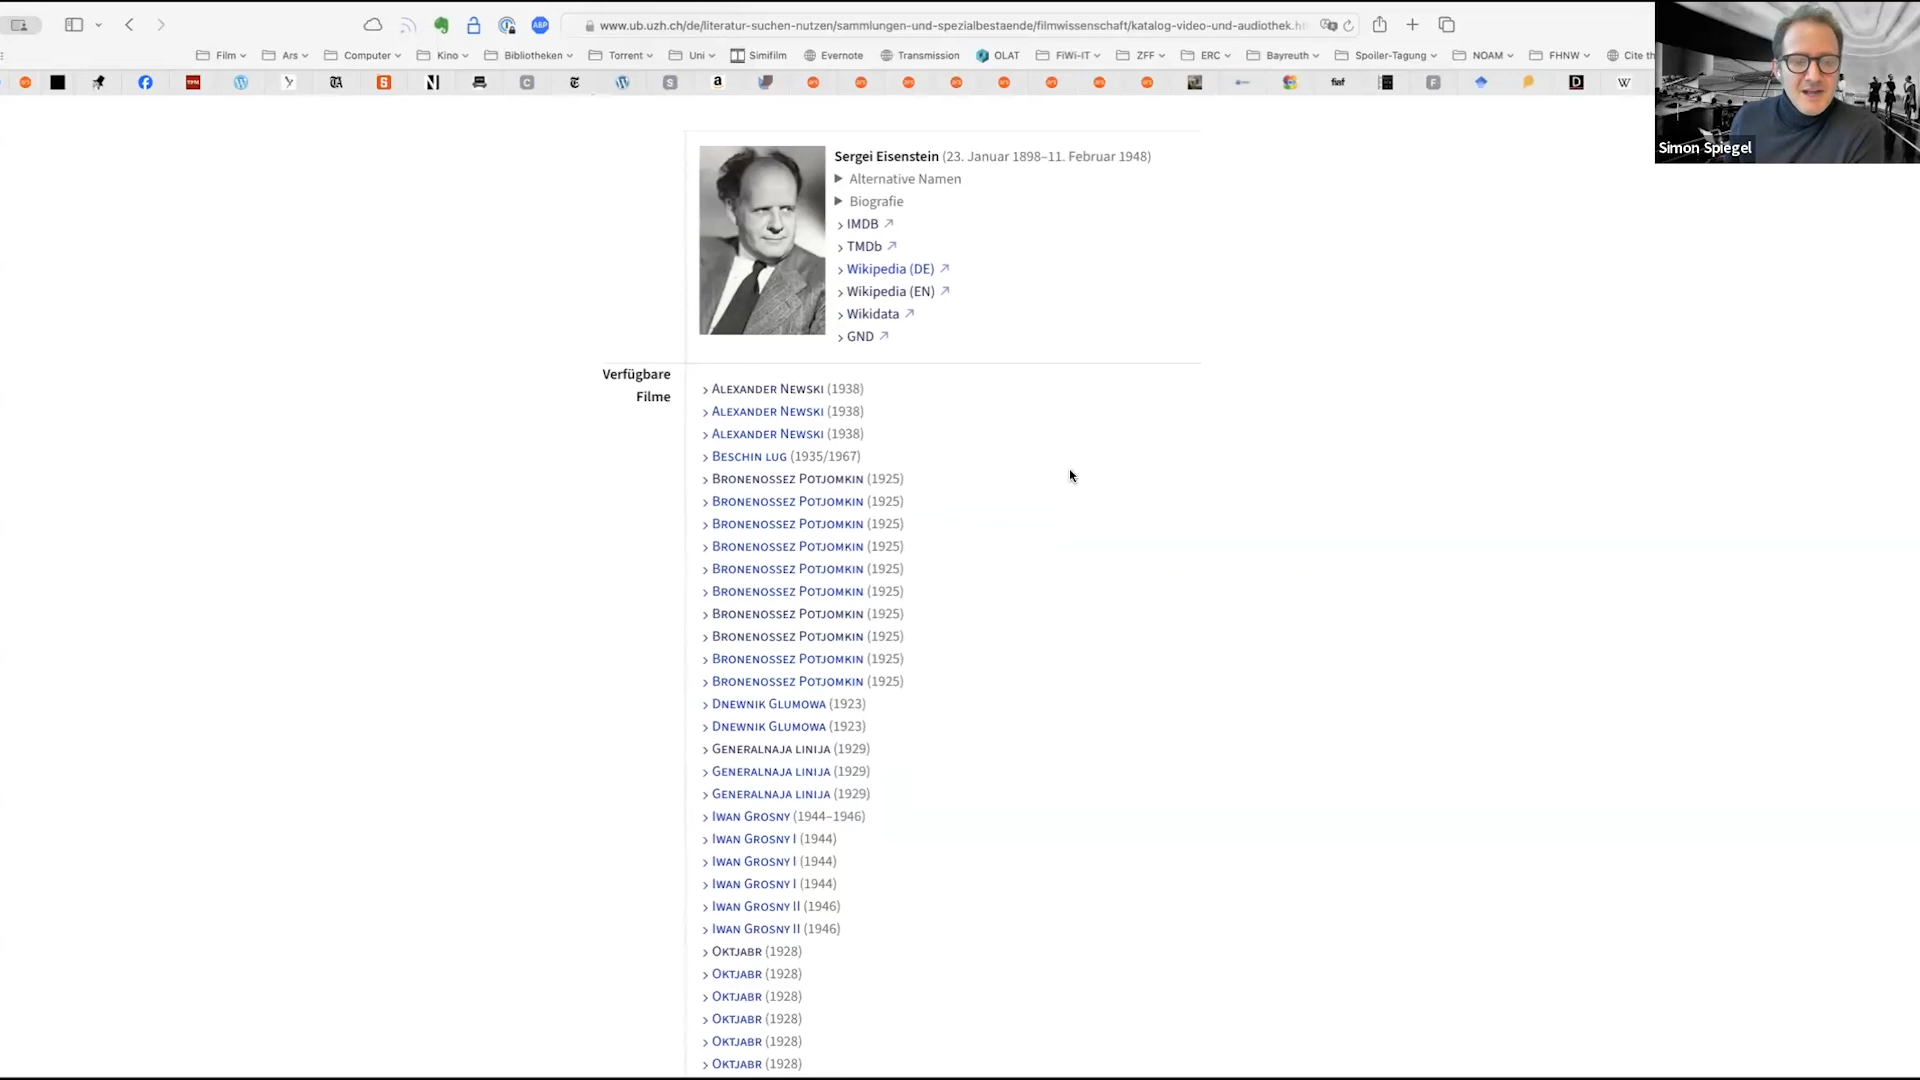 www.ub.uzh.ch/de/literatur-suchen-nutzen/sammlungen-und-spezialbestaende/filmwissenschaft/katalog-video-und-audiothek.h
ABP
Film Ars Computer Kino Bibliotheken Torrent Uni Simifilm Evernote Transmission OLAT FiWi-IT ZFF ERC Bayreuth Spoiler-Tagung NOAM FHNW Cite th
Simon Spiegel
Sergei Eisenstein (23. Januar 1898–11. Februar 1948)
Alternative Namen
Biografie
IMDB
TMDb
Wikipedia (DE)
Wikipedia (EN)
Wikidata
GND
Verfügbare
Filme
Alexander Newski (1938)
Alexander Newski (1938)
Alexander Newski (1938)
Beschin lug (1935/1967)
Bronenossez Potjomkin (1925)
Bronenossez Potjomkin (1925)
Bronenossez Potjomkin (1925)
Bronenossez Potjomkin (1925)
Bronenossez Potjomkin (1925)
Bronenossez Potjomkin (1925)
Bronenossez Potjomkin (1925)
Bronenossez Potjomkin (1925)
Bronenossez Potjomkin (1925)
Bronenossez Potjomkin (1925)
Dnewnik Glumowa (1923)
Dnewnik Glumowa (1923)
Generalnaja linija (1929)
Generalnaja linija (1929)
Generalnaja linija (1929)
Iwan Grosny (1944–1946)
Iwan Grosny I (1944)
Iwan Grosny I (1944)
Iwan Grosny I (1944)
Iwan Grosny II (1946)
Iwan Grosny II (1946)
Oktjabr (1928)
Oktjabr (1928)
Oktjabr (1928)
Oktjabr (1928)
Oktjabr (1928)
Oktjabr (1928)